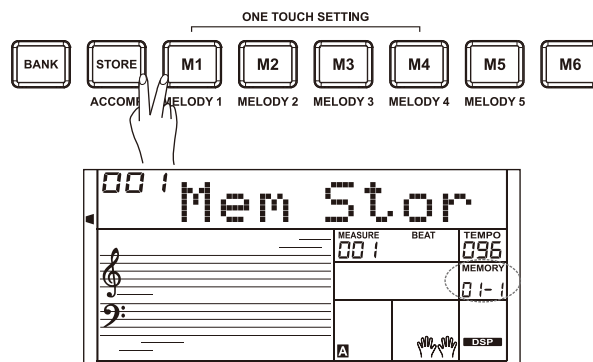 ONE TOUCH SETTING
BANK STORE M1 M2 M3 M4 M5 M6
MELODY 1 MELODY 2 MELODY 3 MELODY 4 MELODY 5
001 Mem Stor
MEASURE BEAT TEMPO
001 096
MEMORY
01-1
A DSP